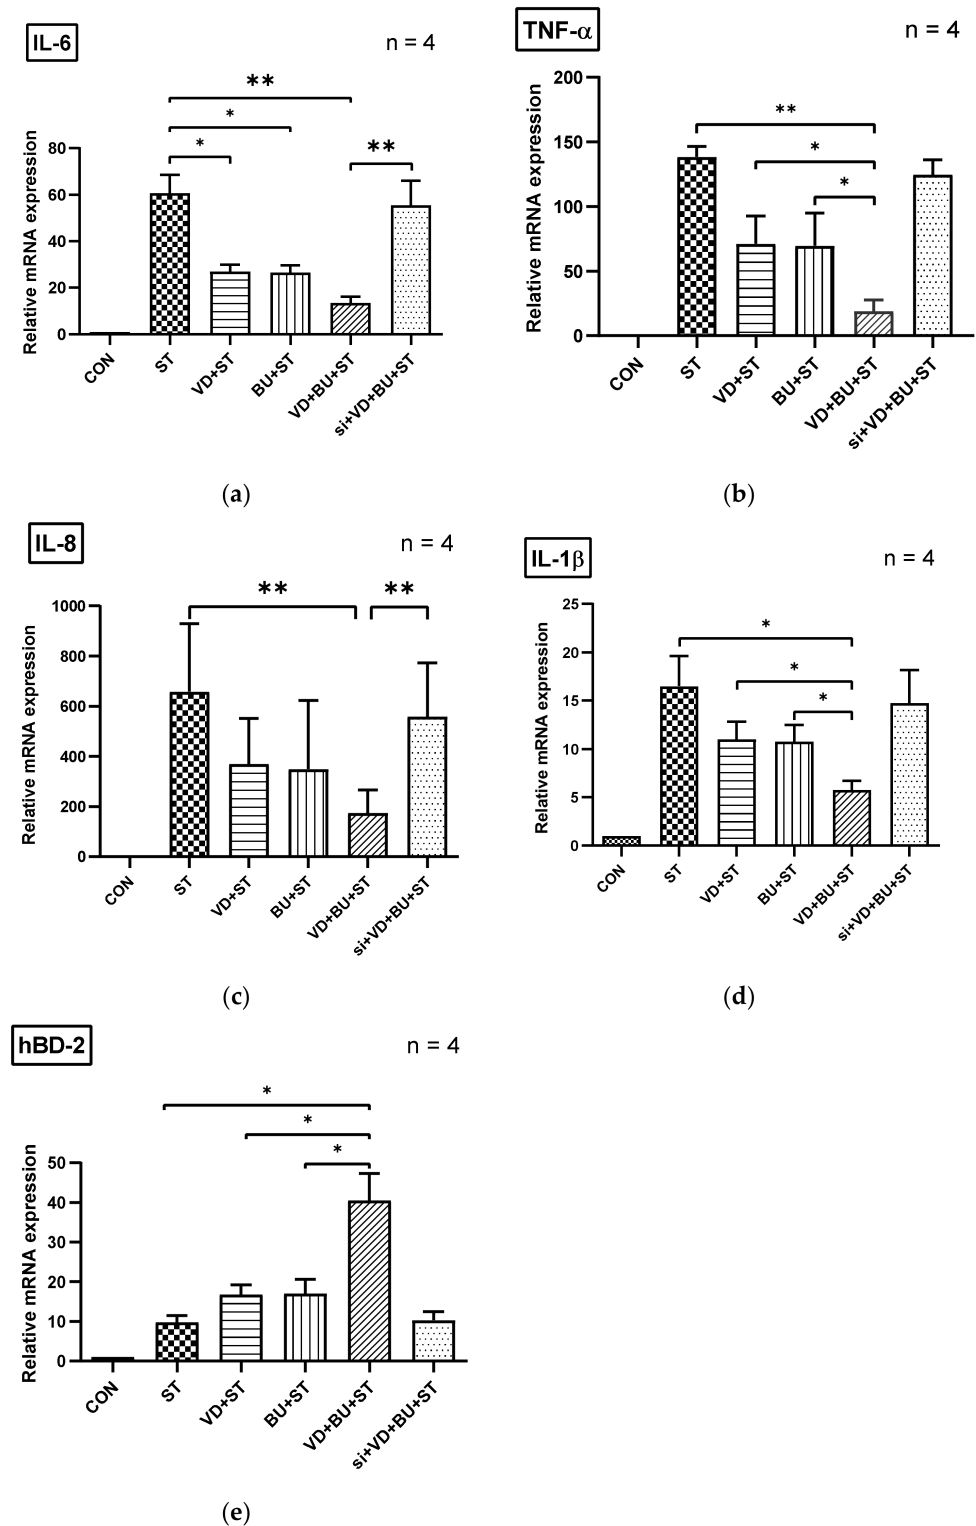 IL-6
n = 4
**
*
*
**
Relative mRNA expression
80
60
40
20
0
CON
ST
VD+ST
BU+ST
VD+BU+ST
si+VD+BU+ST
(a)
TNF-α
n = 4
**
*
*
Relative mRNA expression
200
150
100
50
0
CON
ST
VD+ST
BU+ST
VD+BU+ST
si+VD+BU+ST
(b)
IL-8
n = 4
**
**
Relative mRNA expression
1000
800
600
400
200
0
CON
ST
VD+ST
BU+ST
VD+BU+ST
si+VD+BU+ST
(c)
IL-1β
n = 4
*
*
*
Relative mRNA expression
25
20
15
10
5
0
CON
ST
VD+ST
BU+ST
VD+BU+ST
si+VD+BU+ST
(d)
hBD-2
n = 4
*
*
*
Relative mRNA expression
50
40
30
20
10
0
CON
ST
VD+ST
BU+ST
VD+BU+ST
si+VD+BU+ST
(e)